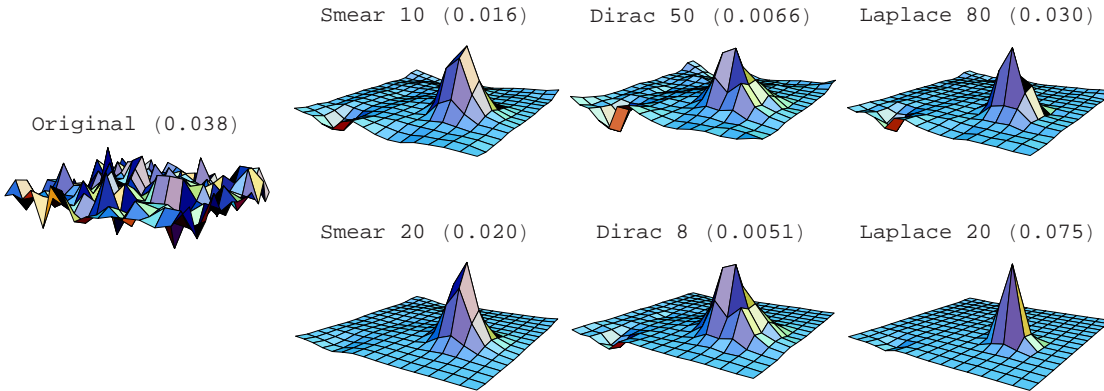 Smear 10 (0.016)
Dirac 50 (0.0066)
Laplace 80 (0.030)
Original (0.038)
Smear 20 (0.020)
Dirac 8 (0.0051)
Laplace 20 (0.075)